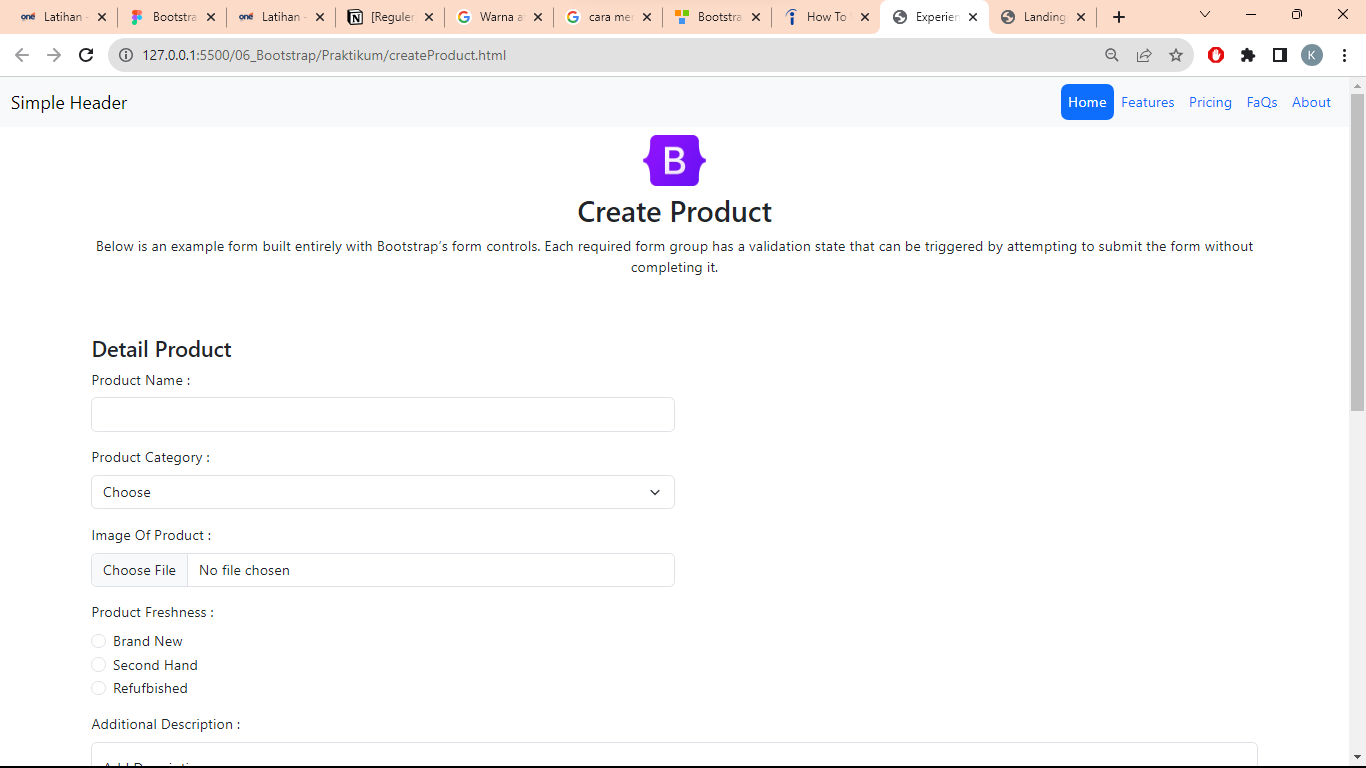 Latihan -
Bootstra
Latihan -
[Reguler
Warna a
cara mer
Bootstra
How To
Experien
Landing
127.0.0.1:5500/06_Bootstrap/Praktikum/createProduct.html
K
Simple Header
Home Features Pricing FaQs About
B
Create Product
Below is an example form built entirely with Bootstrap's form controls. Each required form group has a validation state that can be triggered by attempting to submit the form without
completing it.
Detail Product
Product Name :
Product Category :
Choose
Image Of Product :
Choose File No file chosen
Product Freshness :
Brand New
Second Hand
Refufbished
Additional Description :